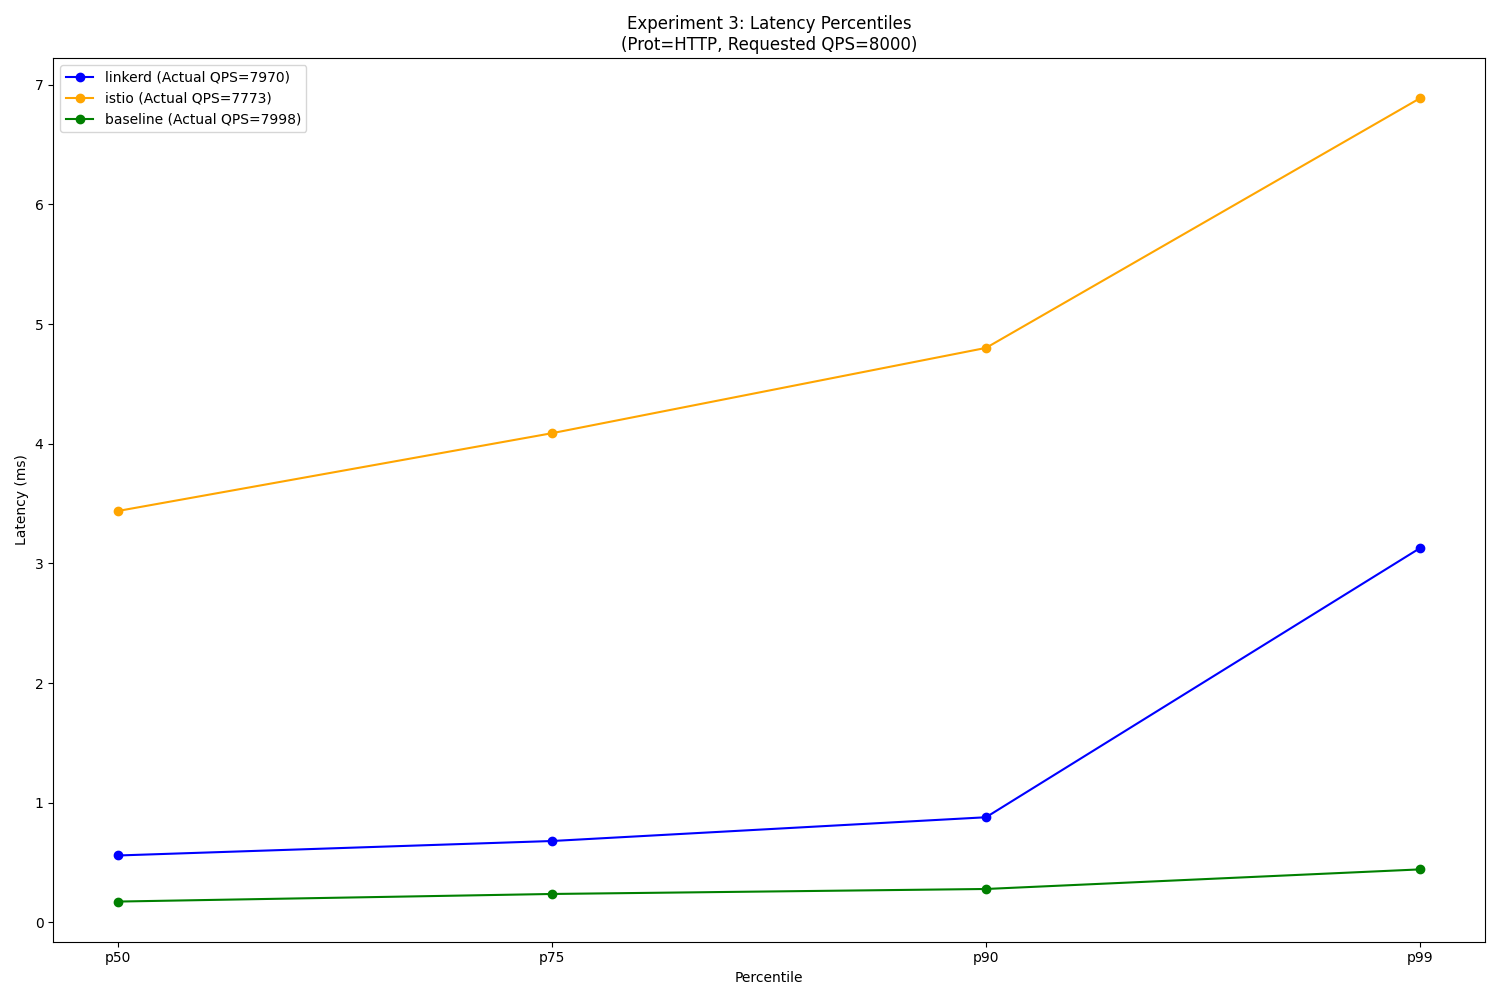 Experiment 3: Latency Percentiles
(Prot=HTTP, Requested QPS=8000)
linkerd (Actual QPS=7970)
istio (Actual QPS=7773)
baseline (Actual QPS=7998)
Latency (ms)
7
6
5
4
3
2
1
0
p50
p75
p90
p99
Percentile